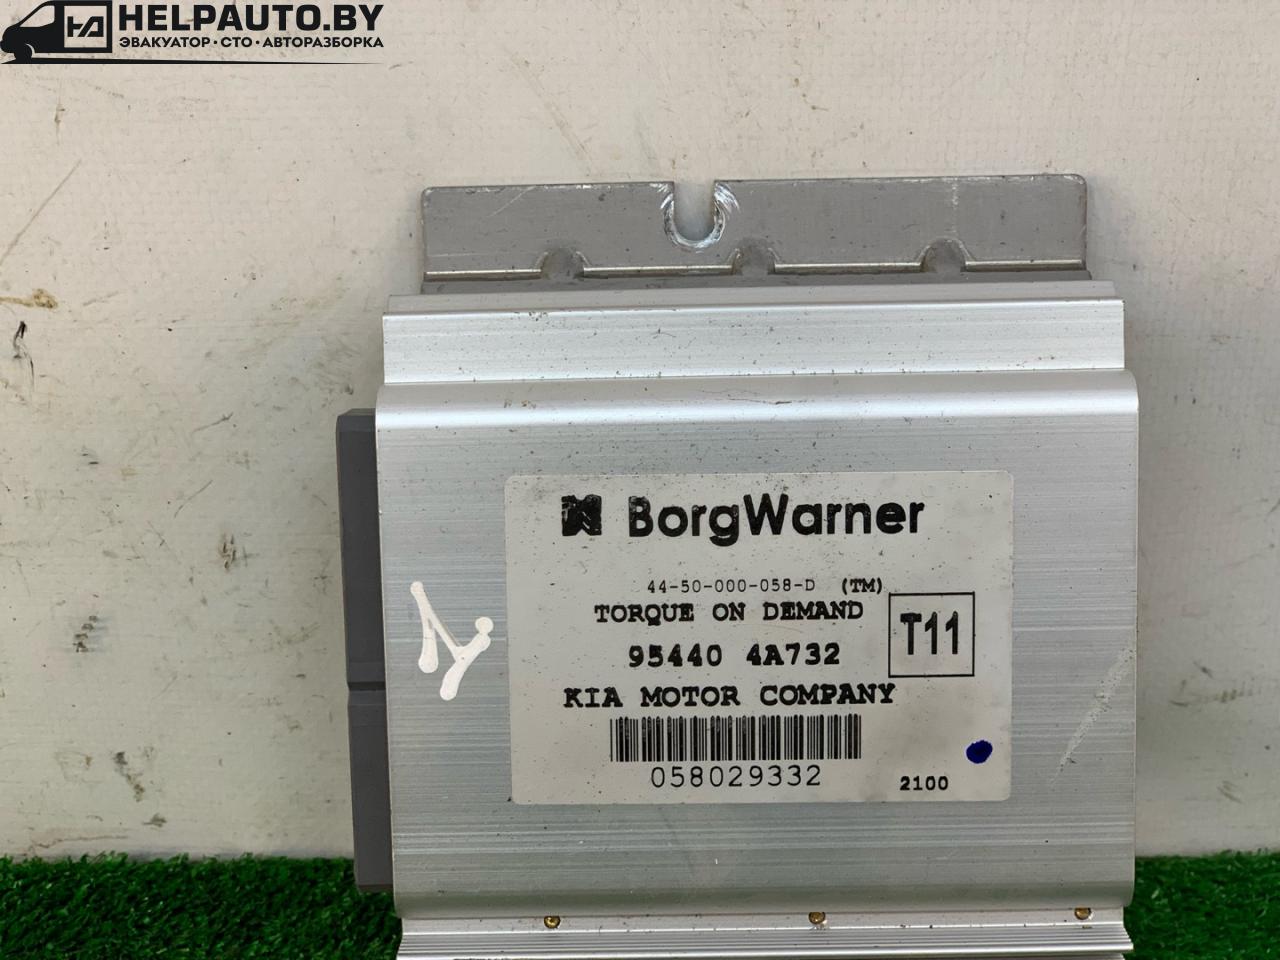 HELPAUTO.BY
ЭВАКУАТОР·СТО·АВТОРАЗБОРКА
BorgWarner
44-50-000-058-D (TM)
TORQUE ON DEMAND
95440 4A732
T11
KIA MOTOR COMPANY
058029332
2100